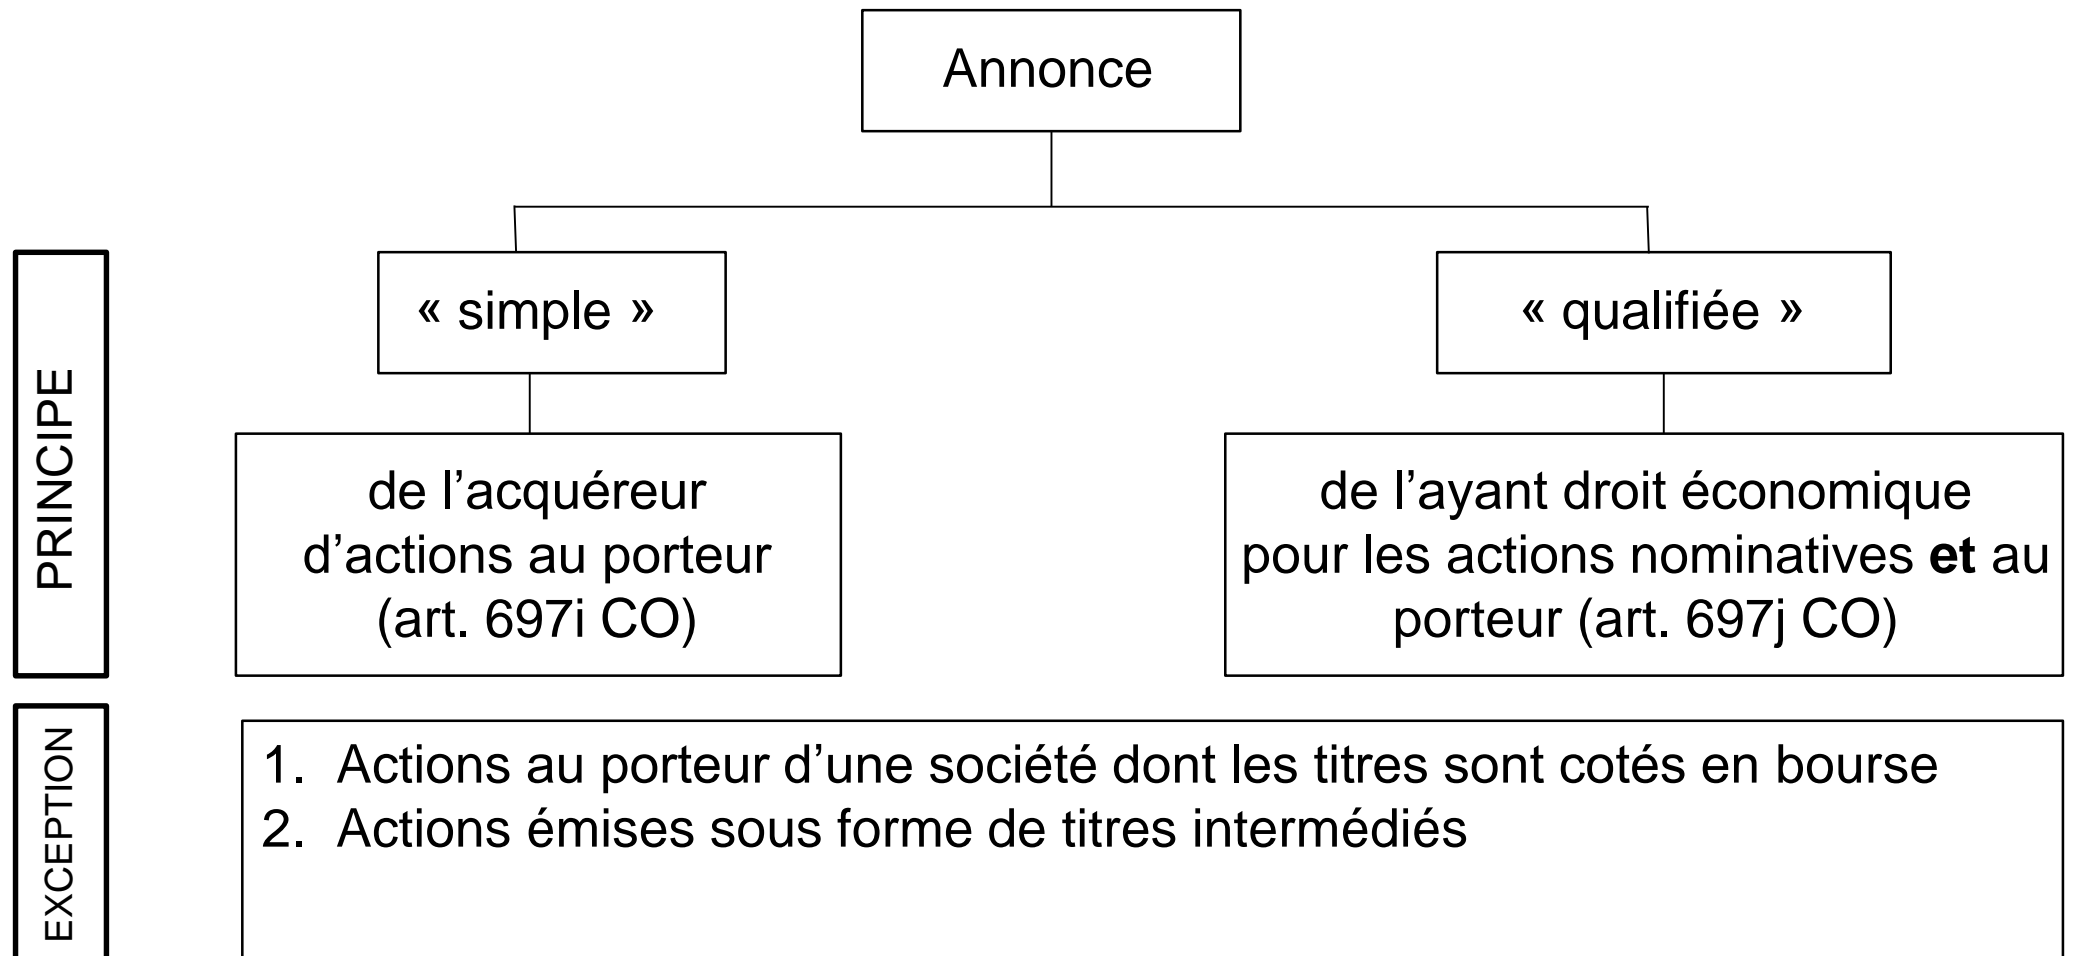 Annonce
« simple »
« qualifiée »
PRINCIPE
de l’acquéreur
d’actions au porteur
(art. 697i CO)
de l’ayant droit économique
pour les actions nominatives et au
porteur (art. 697j CO)
EXCEPTION
1. Actions au porteur d’une société dont les titres sont cotés en bourse
2. Actions émises sous forme de titres intermédiés